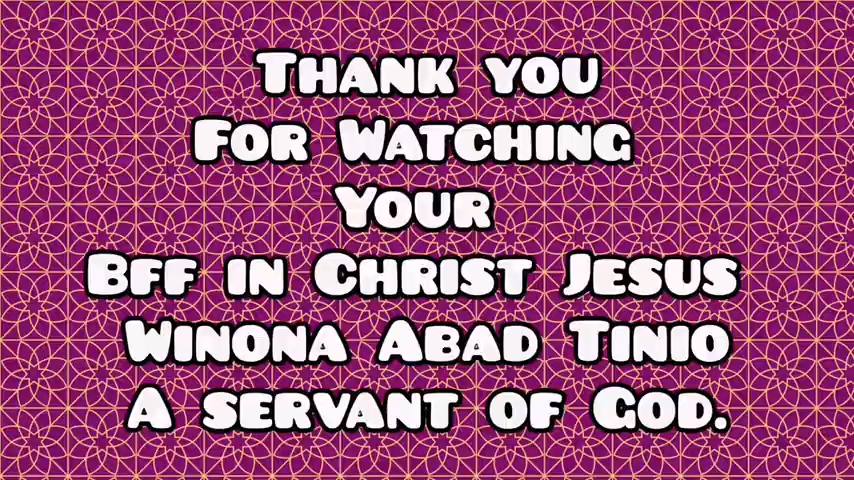 Thank you
For Watching
Your
Bff in Christ Jesus
Winona Abad Tinio
A servant of God.